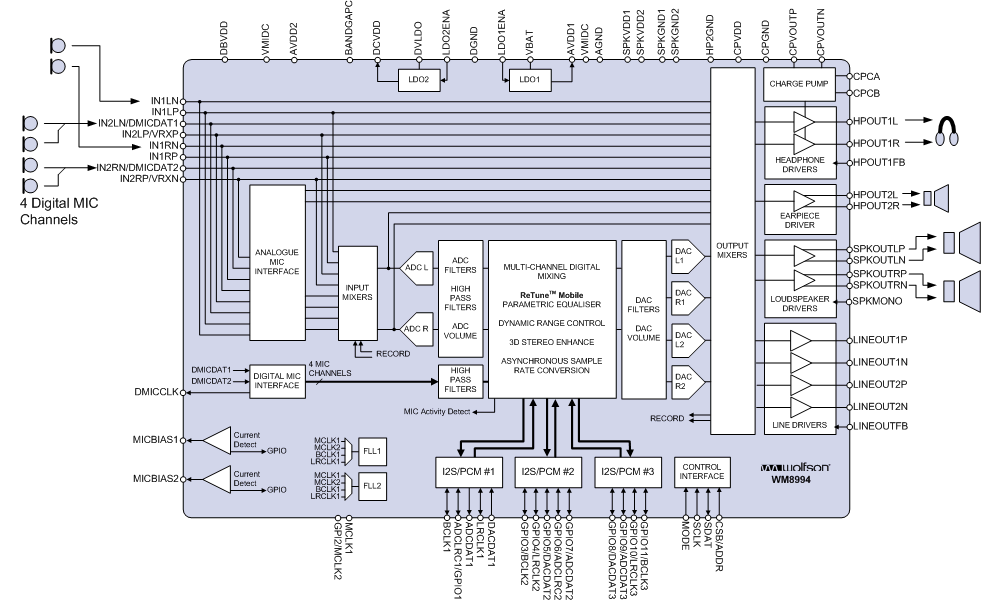 DBVDD
VMIDC
AVDD2
BANDGAPC
DCVDD
DVLDO
LDO2ENA
DGND
LDO1ENA
VBAT
AVDD1
VMIDC
AGND
SPKVDD1
SPKVDD2
SPKGND1
SPKGND2
HP2GND
CPVDD
CPGND
CPVOUTP
CPVOUTN
LDO2
LDO1
CHARGE PUMP
CPCA
CPCB
IN1LN
IN1LP
IN2LN/DMICDAT1
IN2LP/VRXP
IN1RN
IN1RP
IN2RN/DMICDAT2
IN2RP/VRXN
4 Digital MIC
Channels
HPOUT1L
HPOUT1R
HPOUT1FB
HEADPHONE
DRIVERS
HPOUT2L
HPOUT2R
EARPIECE
DRIVER
SPKOUTLP
SPKOUTLN
SPKOUTRP
SPKOUTRN
SPKMONO
LOUDSPEAKER
DRIVERS
LINEOUT1P
LINEOUT1N
LINEOUT2P
LINEOUT2N
LINEOUTFB
LINE DRIVERS
ANALOGUE
MIC
INTERFACE
INPUT
MIXERS
ADC L
ADC R
RECORD
ADC
FILTERS
HIGH
PASS
FILTERS
ADC
VOLUME
MULTI-CHANNEL DIGITAL
MIXING
ReTune™ Mobile
PARAMETRIC EQUALISER
DYNAMIC RANGE CONTROL
3D STEREO ENHANCE
ASYNCHRONOUS SAMPLE
RATE CONVERSION
DAC
FILTERS
DAC
VOLUME
DAC
L1
DAC
R1
DAC
L2
DAC
R2
OUTPUT
MIXERS
RECORD
DMICDAT1
DMICDAT2
DIGITAL MIC
INTERFACE
4 MIC
CHANNELS
HIGH
PASS
FILTERS
MIC Activity Detect
DMICCLK
MICBIAS1
Current
Detect
GPIO
MICBIAS2
Current
Detect
GPIO
MCLK1
MCLK2
BCLK1
LRCLK1
FLL1
MCLK1
MCLK2
BCLK1
LRCLK1
FLL2
I2S/PCM #1
I2S/PCM #2
I2S/PCM #3
CONTROL
INTERFACE
wolfson
WM8994
GPI2/MCLK2
MCLK1
BCLK1
ADCLRC1/GPIO1
ADCDAT1
LRCLK1
DACDAT1
GPIO3/BCLK2
GPIO4/LRCLK2
GPIO5/DACDAT2
GPIO6/ADCLRC2
GPIO7/ADCDAT2
GPIO8/DACDAT3
GPIO9/ADCDAT3
GPIO10/LRCLK3
GPIO11/BCLK3
MODE
SCLK
SDAT
CSB/ADDR